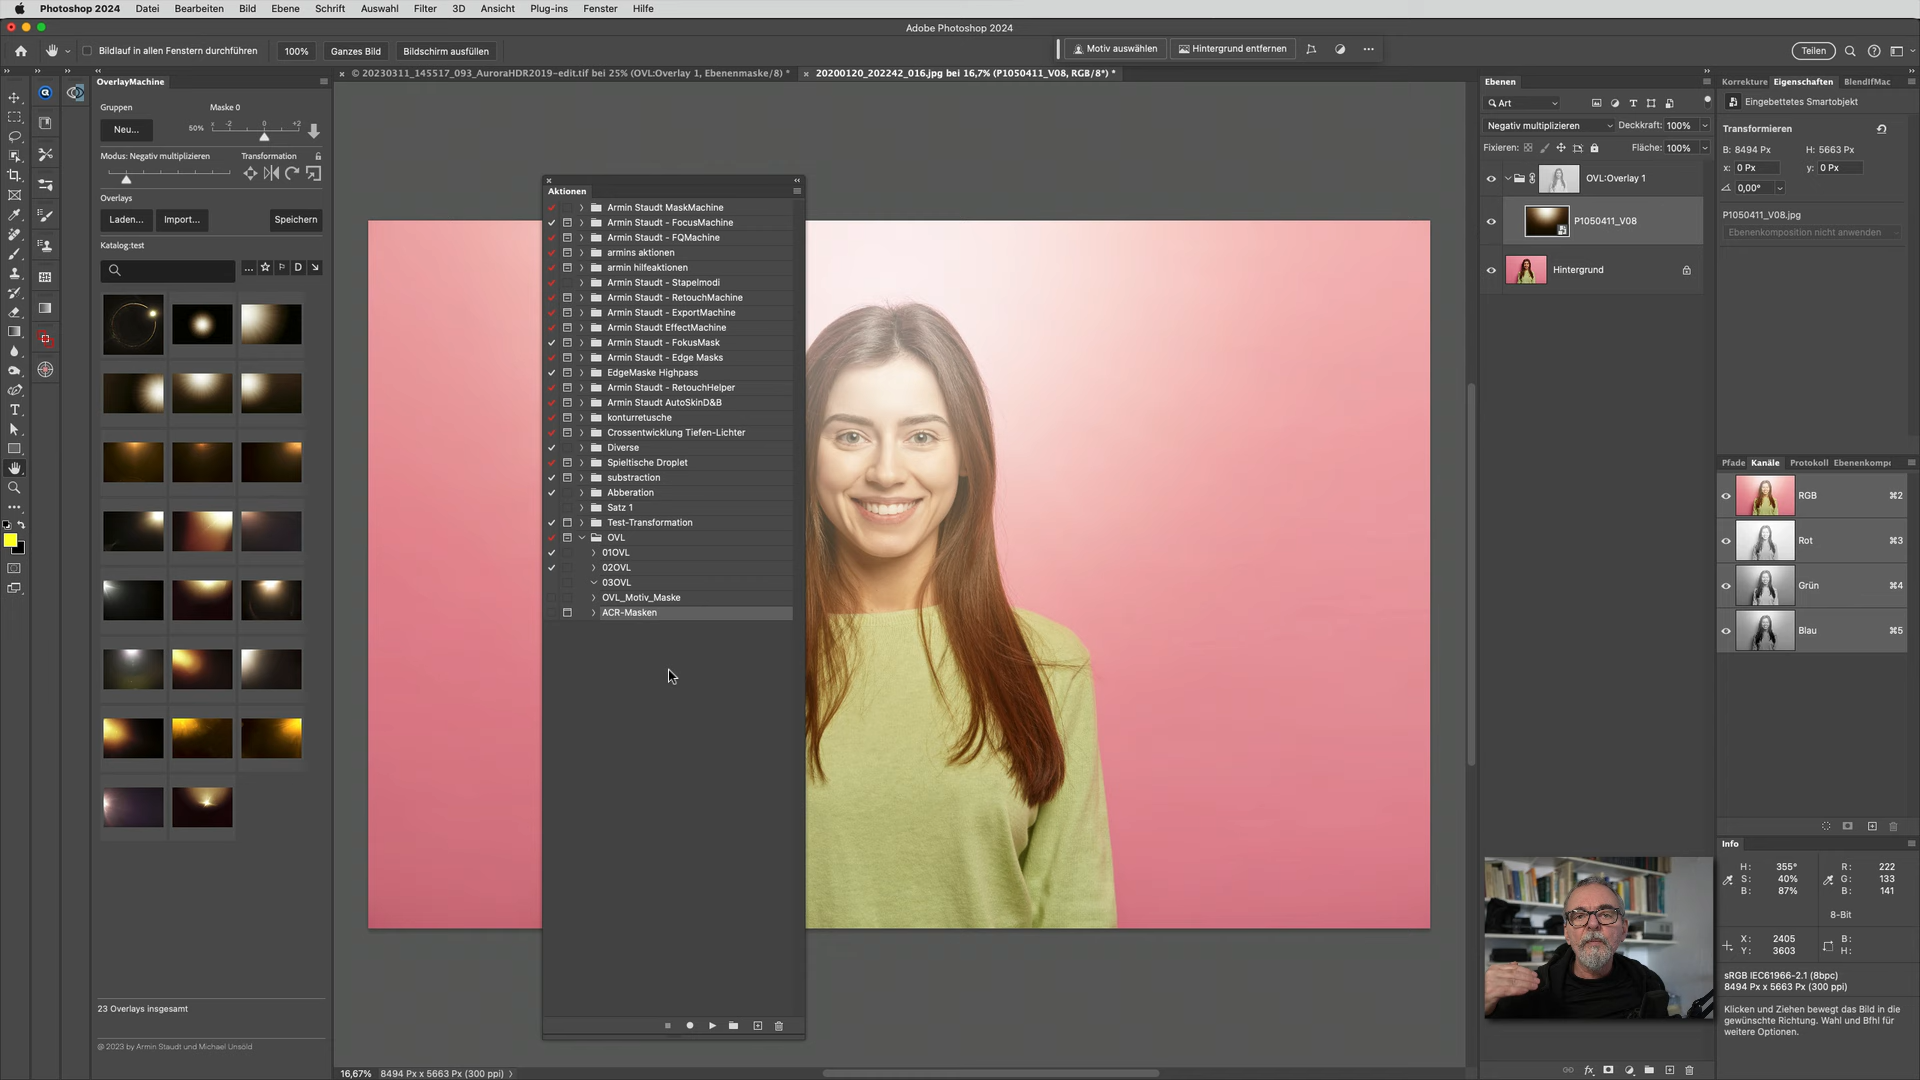 Photoshop 2024 Datei Bearbeiten Bild Ebene Schrift Auswahl Filter 3D Ansicht Plug-ins Fenster Hilfe
Adobe Photoshop 2024
Bildlauf in allen Fenstern durchführen 100% Ganzes Bild Bildschirm ausfüllen Motiv auswählen Hintergrund entfernen Teilen
© 20230311_145517_093_AuroraHDR2019-edit.tif bei 25% (OVL:Overlay 1, Ebenenmaske/8) *
20200120_202242_016.jpg bei 16,7% (P1050411_V08, RGB/8*) *
OverlayMachine
Gruppen Maske 0
Neu... 50% -2 0 +2
Modus: Negativ multiplizieren Transformation
Overlays
Laden... Import... Speichern
Katalog:test
... D
23 Overlays insgesamt
@ 2023 by Armin Staudt und Michael Unsöld
Aktionen
Armin Staudt MaskMachine
Armin Staudt - FocusMachine
Armin Staudt - FQMachine
armins aktionen
armin hilfeaktionen
Armin Staudt - Stapelmodi
Armin Staudt - RetouchMachine
Armin Staudt - ExportMachine
Armin Staudt EffectMachine
Armin Staudt - FokusMask
Armin Staudt - Edge Masks
EdgeMaske Highpass
Armin Staudt - RetouchHelper
Armin Staudt AutoSkinD&B
konturretusche
Crossentwicklung Tiefen-Lichter
Diverse
Spieltische Droplet
substraction
Abberation
Satz 1
Test-Transformation
OVL
01OVL
02OVL
03OVL
OVL_Motiv_Maske
ACR-Masken
16,67% 8494 Px x 5663 Px (300 ppi)
Ebenen
Art
Negativ multiplizieren Deckkraft: 100%
Fixieren: Fläche: 100%
OVL:Overlay 1
P1050411_V08
Hintergrund
fx
Korrekture Eigenschaften BlendIfMac
Eingebettetes Smartobjekt
Transformieren
B: 8494 Px H: 5663 Px
x: 0 Px y: 0 Px
0,00°
P1050411_V08.jpg
Ebenenkomposition nicht anwenden
Pfade Kanäle Protokoll Ebenenkompı
RGB ⌘2
Rot ⌘3
Grün ⌘4
Blau ⌘5
Info
H: 355° R: 222
S: 40% G: 133
B: 87% B: 141
8-Bit
X: 2405 B:
Y: 3603 H:
sRGB IEC61966-2.1 (8bpc)
8494 Px x 5663 Px (300 ppi)
Klicken und Ziehen bewegt das Bild in die
gewünschte Richtung. Wahl und Bfhl für
weitere Optionen.